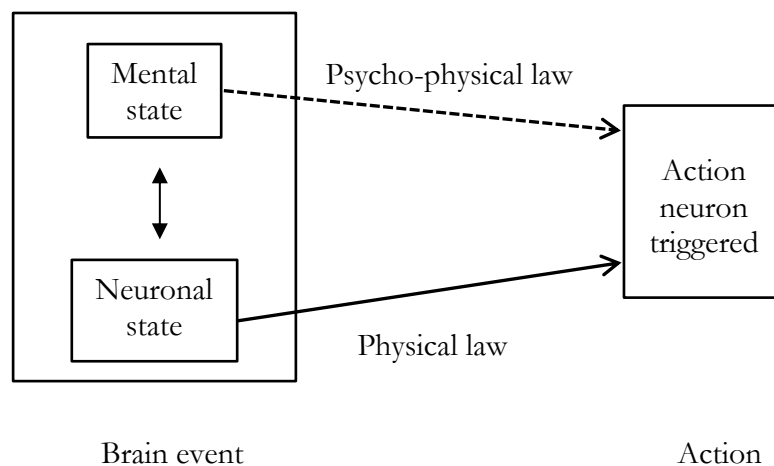 Mental
state
Psycho-physical law
Action
neuron
triggered
Neuronal
state
Physical law
Brain event
Action